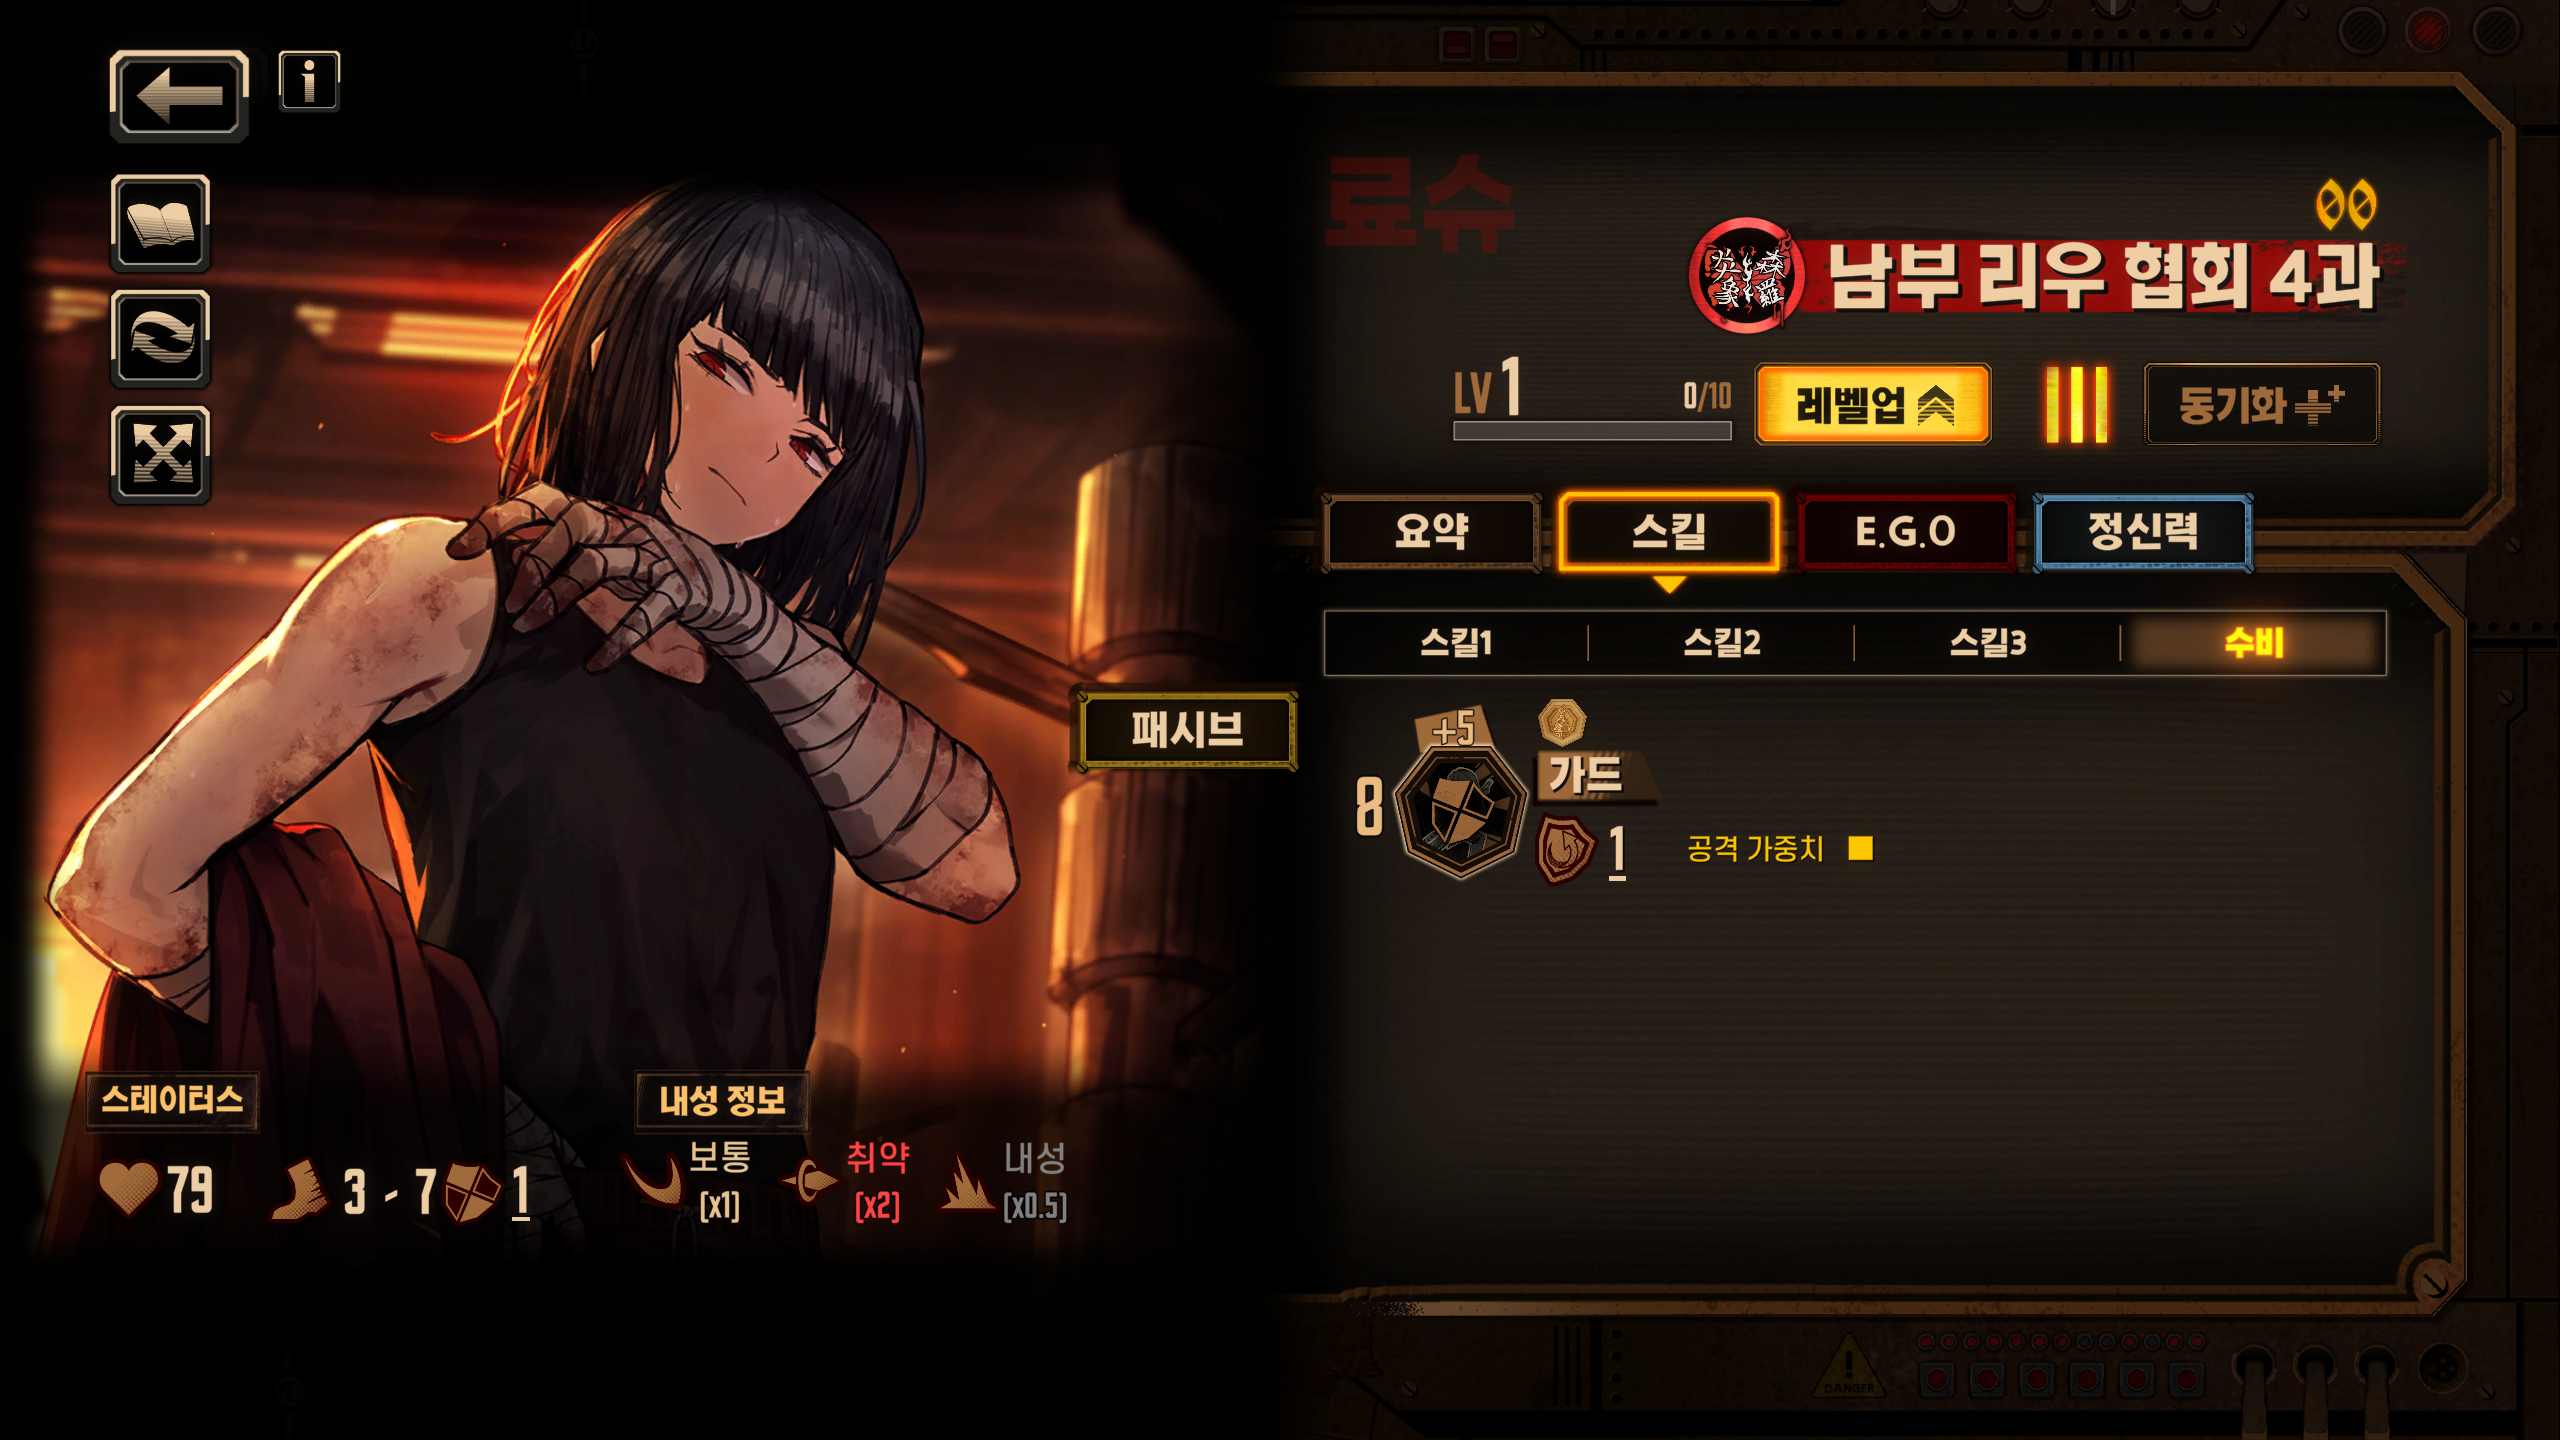 료슈
남부 리우 협회 4과
LV 1
0/10
레벨업
동기화
요약
스킬
E.G.O
정신력
스킬1
스킬2
스킬3
수비
패시브
+5
8
가드
1
공격 가중치
스테이터스
79
3 - 7
1
내성 정보
보통
[x1]
취약
[x2]
내성
[x0.5]
DANGER